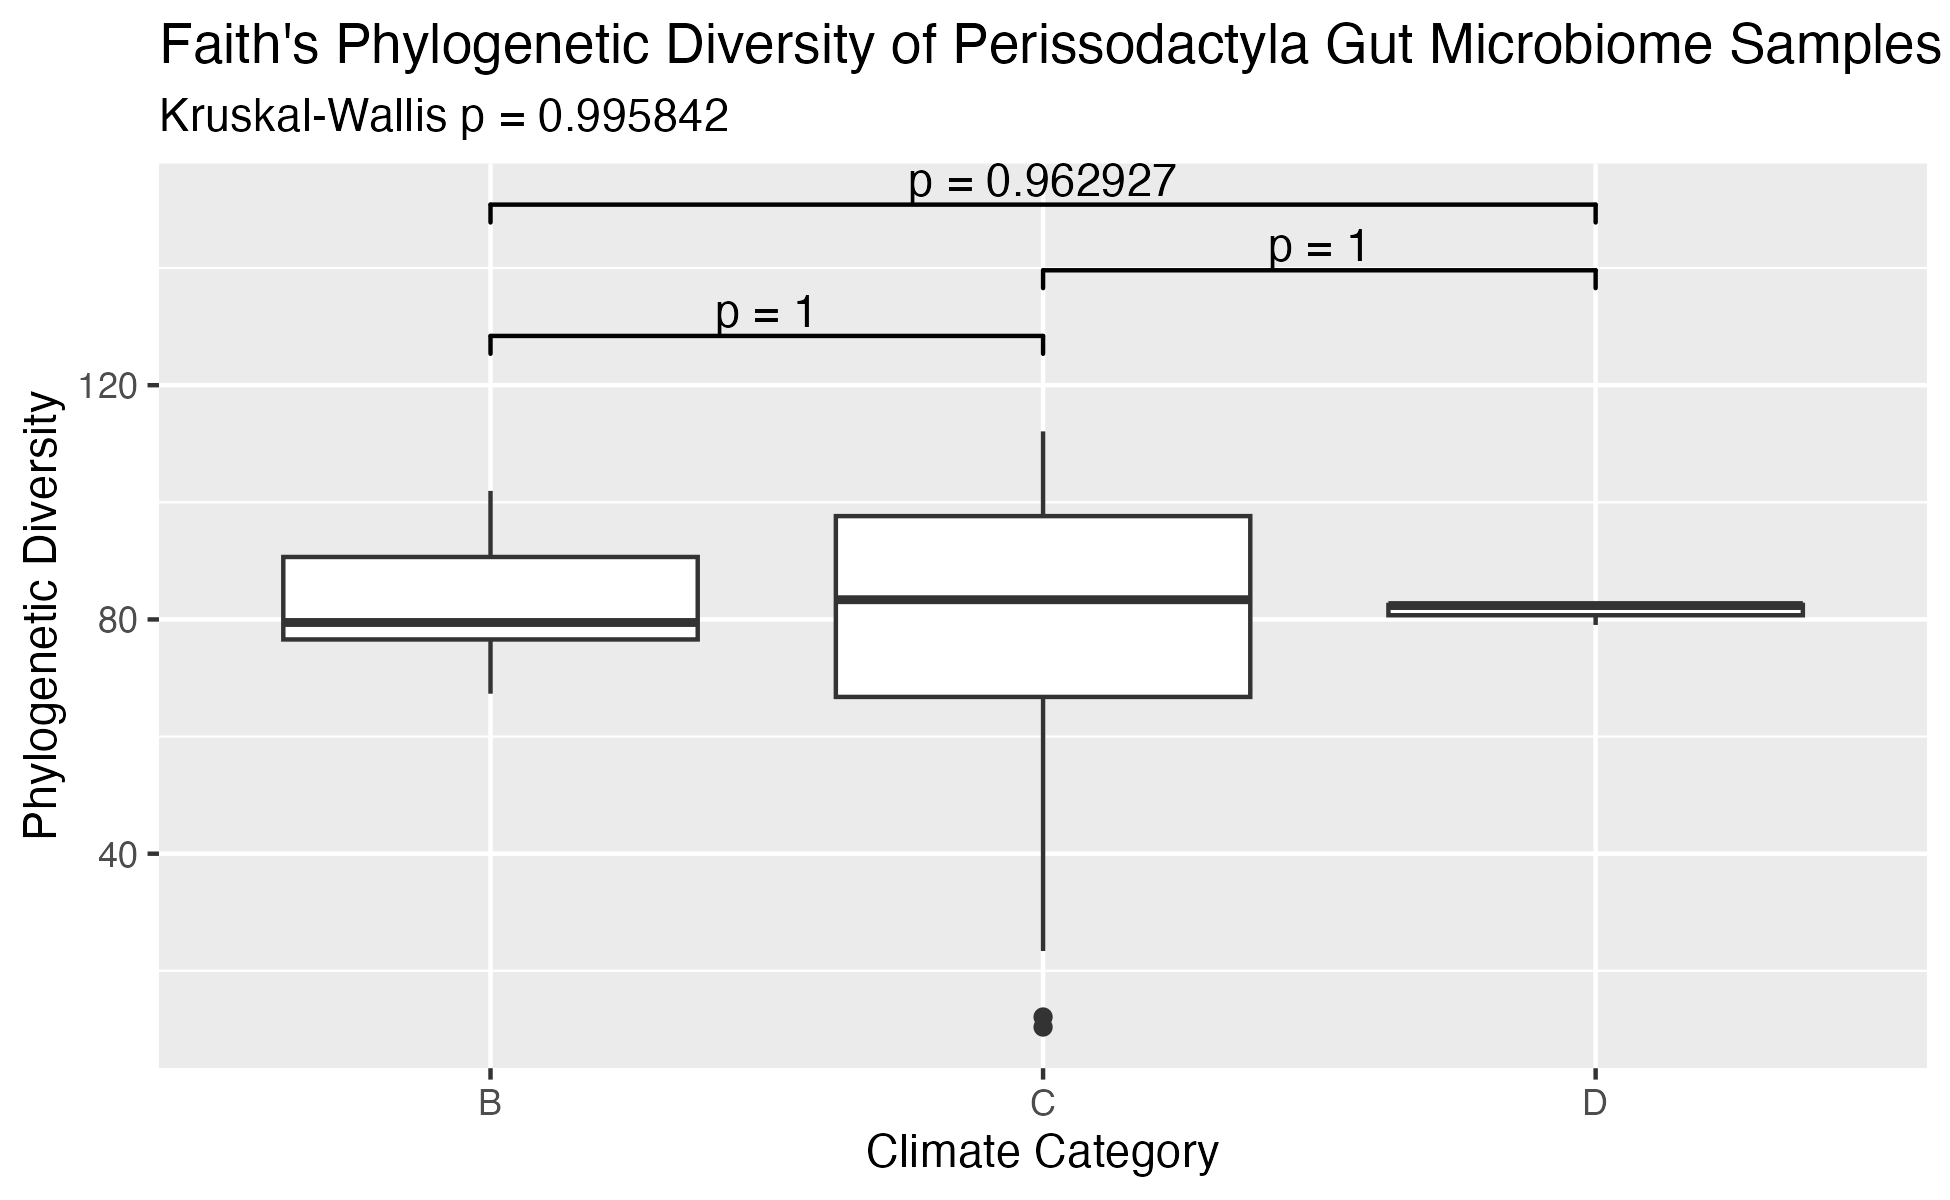 Faith's Phylogenetic Diversity of Perissodactyla Gut Microbiome Samples
Kruskal-Wallis p = 0.995842
p = 0.962927
p = 1
p = 1
120
80
40
Phylogenetic Diversity
B
C
D
Climate Category